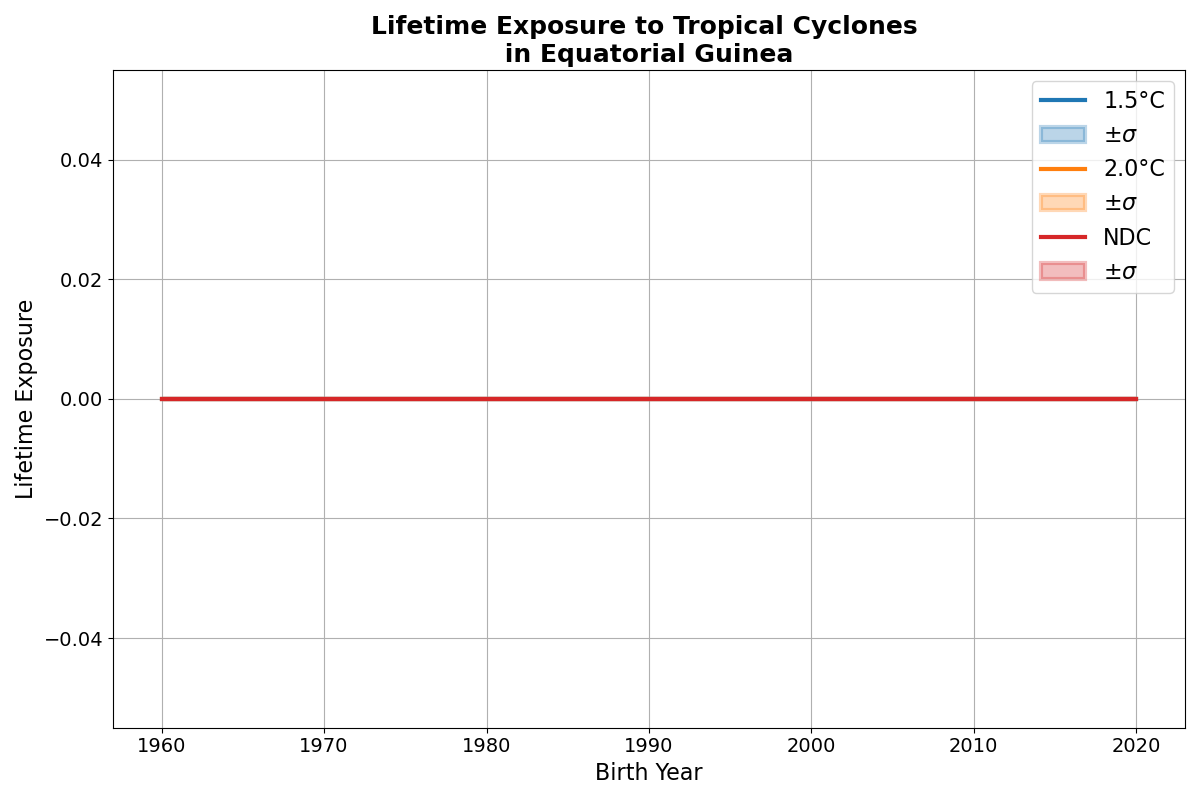 Lifetime Exposure to Tropical Cyclones
in Equatorial Guinea
1.5°C
±σ
2.0°C
±σ
NDC
±σ
Lifetime Exposure
0.04
0.02
0.00
−0.02
−0.04
1960 1970 1980 1990 2000 2010 2020
Birth Year